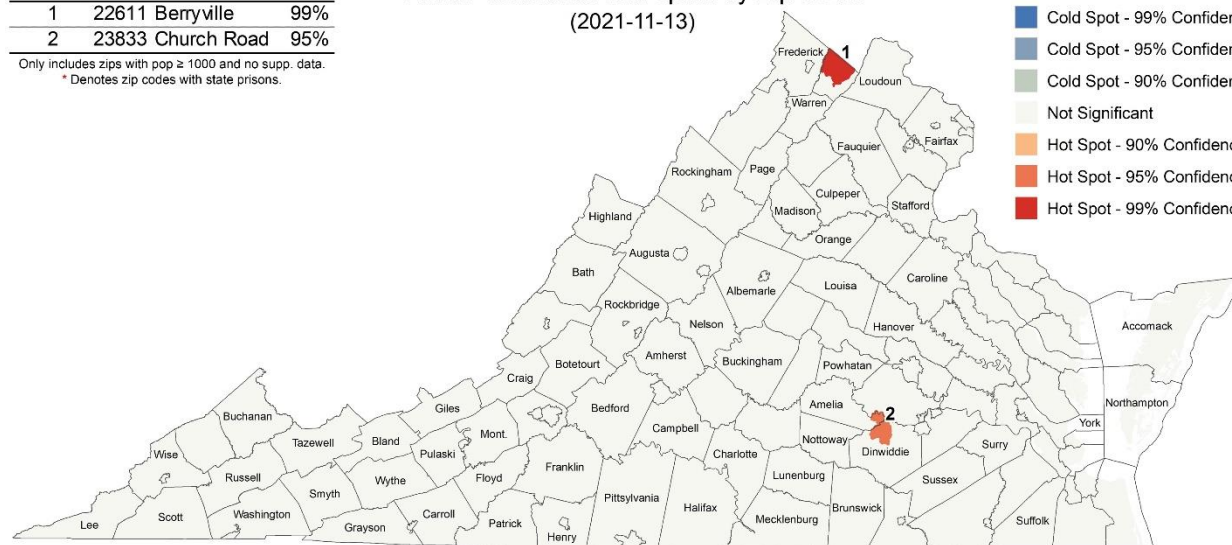 1 22611 Berryville 99%
2 23833 Church Road 95%
Only includes zips with pop ≥ 1000 and no supp. data.
* Denotes zip codes with state prisons.
(2021-11-13)
Cold Spot - 99% Confiden
Cold Spot - 95% Confiden
Cold Spot - 90% Confiden
Not Significant
Hot Spot - 90% Confidenc
Hot Spot - 95% Confidenc
Hot Spot - 99% Confidenc
Frederick
1
Loudoun
Warren
Fairfax
Fauquier
Page
Rockingham
Culpeper
Stafford
Madison
Highland
Orange
Augusta
Bath
Caroline
Louisa
Albemarle
Rockbridge
Nelson
Hanover
Accomack
Amherst
Buckingham
Botetourt
Powhatan
Craig
Northampton
Amelia
2
Bedford
Giles
Buchanan
Campbell
York
Mont.
Bland
Tazewell
Nottoway
Surry
Dinwiddie
Pulaski
Wise
Charlotte
Franklin
Lunenburg
Russell
Wythe
Floyd
Sussex
Smyth
Pittsylvania
Halifax
Brunswick
Carroll
Washington
Scott
Mecklenburg
Suffolk
Lee
Grayson
Patrick
Henry